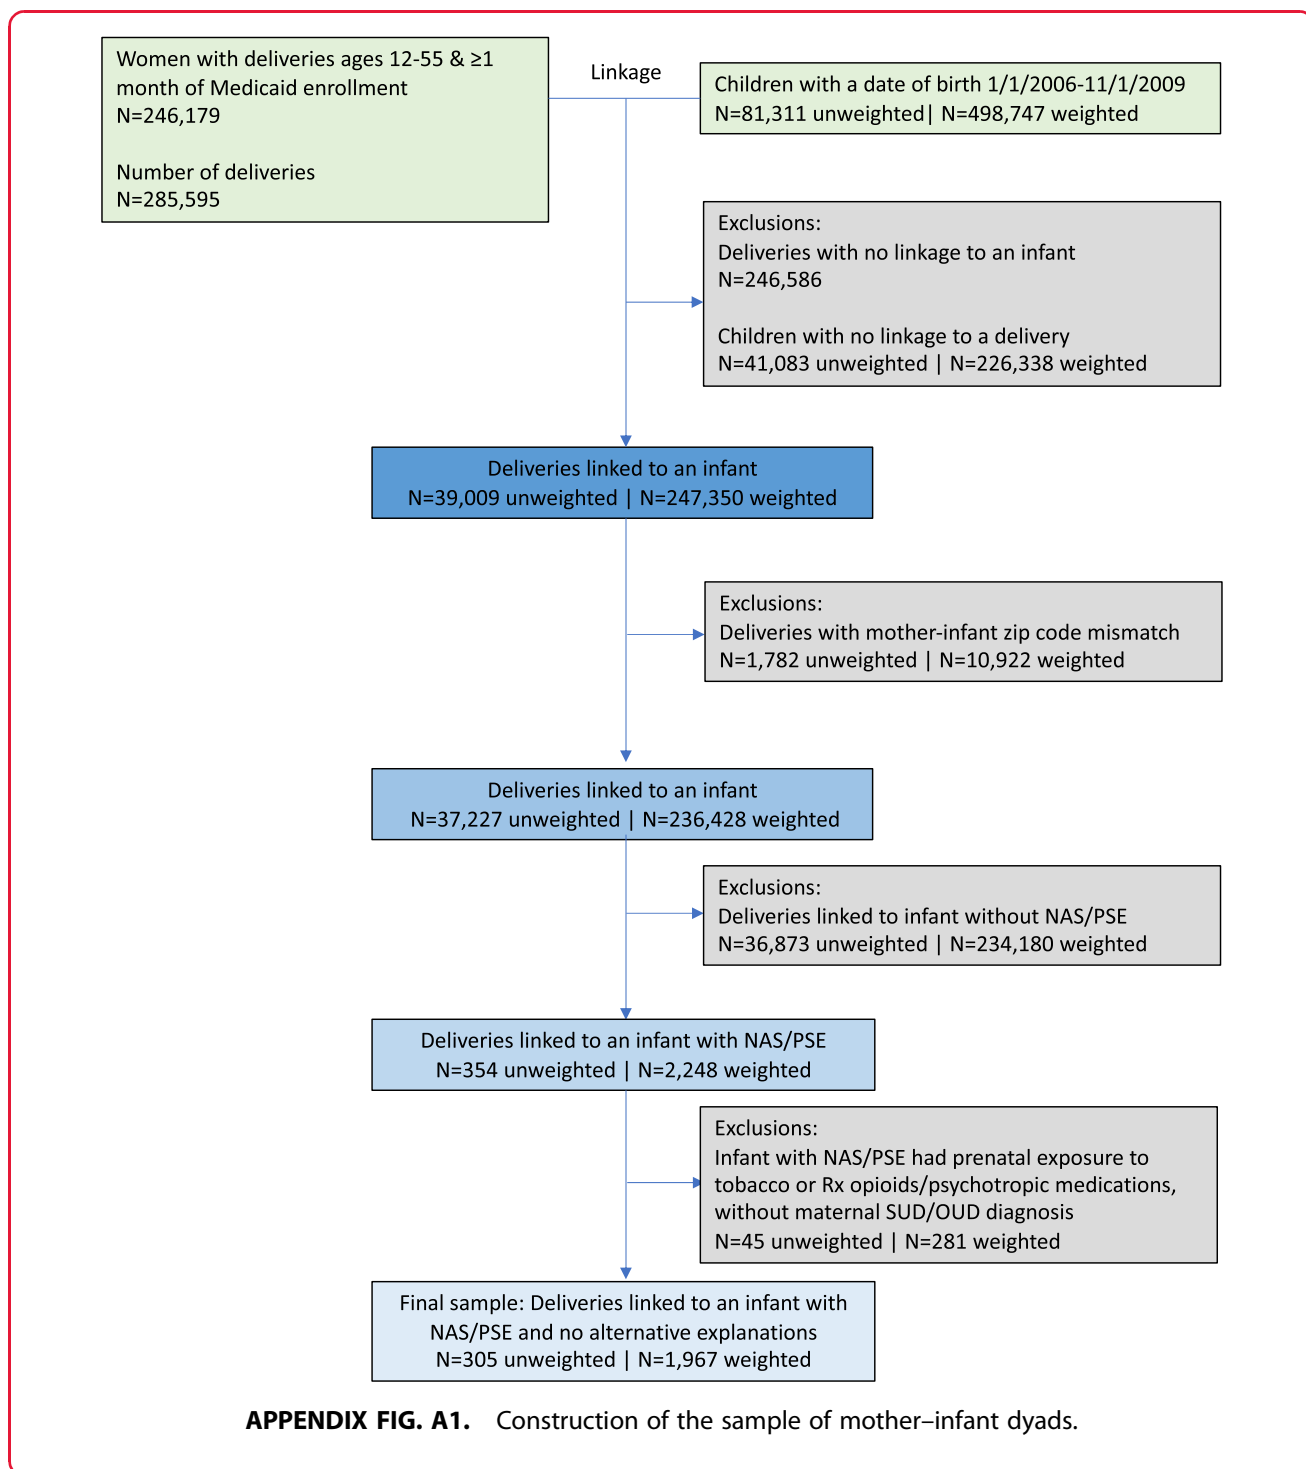 Women with deliveries ages 12-55 & ≥1
month of Medicaid enrollment
N=246,179
Number of deliveries
N=285,595
Linkage
Children with a date of birth 1/1/2006-11/1/2009
N=81,311 unweighted| N=498,747 weighted
Exclusions:
Deliveries with no linkage to an infant
N=246,586
Children with no linkage to a delivery
N=41,083 unweighted | N=226,338 weighted
Deliveries linked to an infant
N=39,009 unweighted | N=247,350 weighted
Exclusions:
Deliveries with mother-infant zip code mismatch
N=1,782 unweighted | N=10,922 weighted
Deliveries linked to an infant
N=37,227 unweighted | N=236,428 weighted
Exclusions:
Deliveries linked to infant without NAS/PSE
N=36,873 unweighted | N=234,180 weighted
Deliveries linked to an infant with NAS/PSE
N=354 unweighted | N=2,248 weighted
Exclusions:
Infant with NAS/PSE had prenatal exposure to
tobacco or Rx opioids/psychotropic medications,
without maternal SUD/OUD diagnosis
N=45 unweighted | N=281 weighted
Final sample: Deliveries linked to an infant with
NAS/PSE and no alternative explanations
N=305 unweighted | N=1,967 weighted
APPENDIX FIG. A1. Construction of the sample of mother–infant dyads.